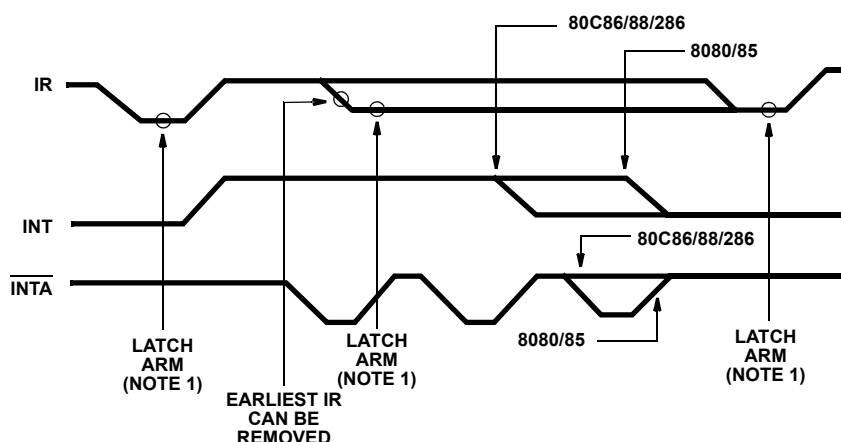 80C86/88/286
8080/85
IR
INT
80C86/88/286
INTA
8080/85
LATCH
ARM
(NOTE 1)
LATCH
ARM
(NOTE 1)
LATCH
ARM
(NOTE 1)
EARLIEST IR
CAN BE
REMOVED